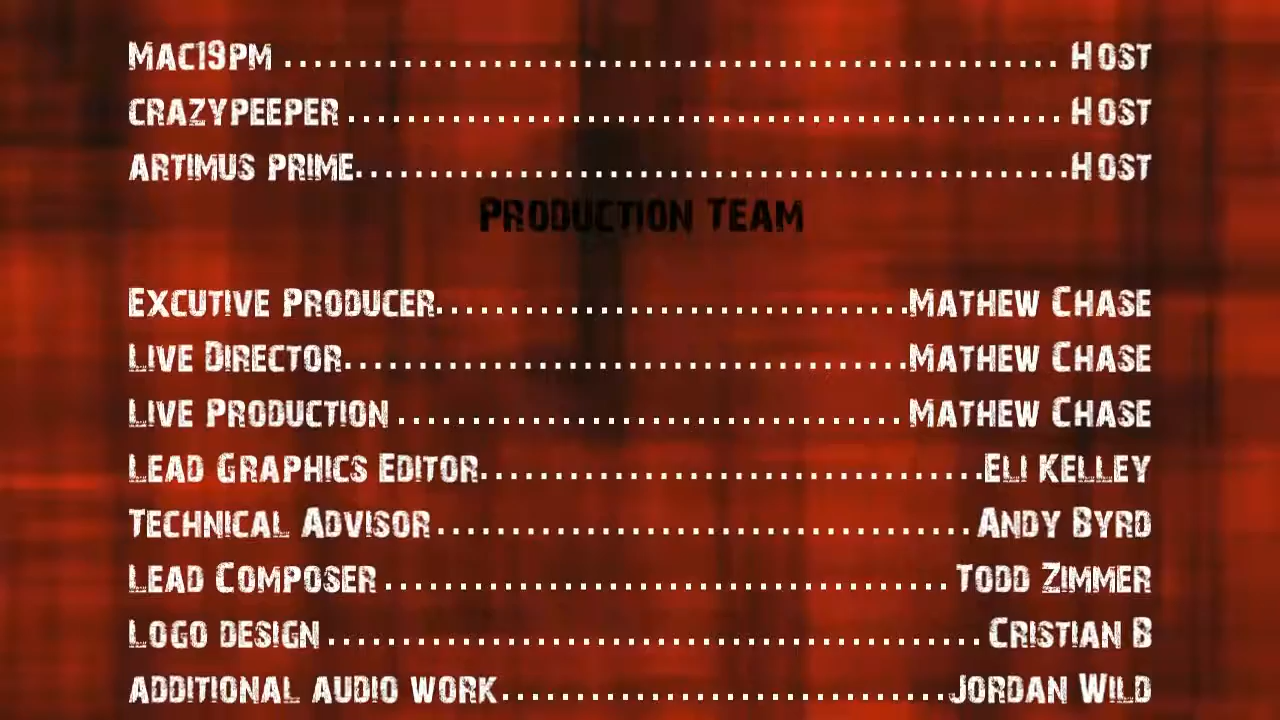 Mac19pm ........................................ Host
crazypeeper ..................................... Host
artimus prime.....................................Host
Production Team
Excutive Producer.........................Mathew Chase
Live Director..............................Mathew Chase
Live Production ........................... Mathew Chase
Lead Graphics Editor..........................Eli Kelley
Technical Advisor ............................ Andy Byrd
Lead Composer .............................. Todd Zimmer
Logo design .................................. Cristian B
additional audio work.......................Jordan Wild